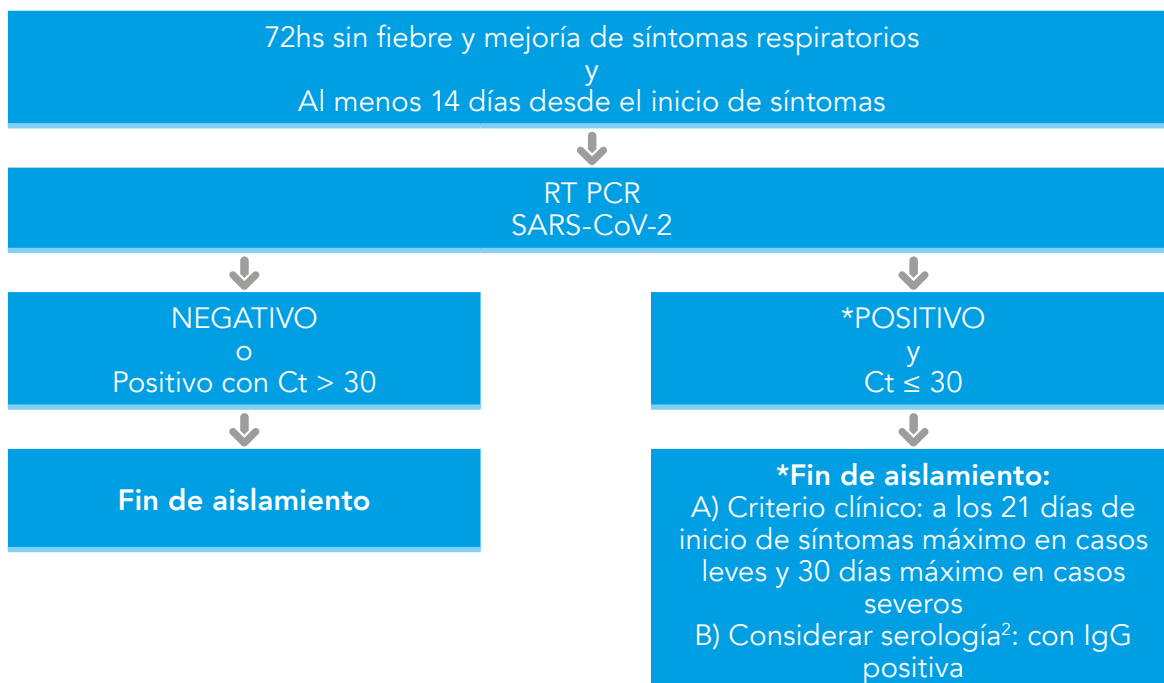 72hs sin fiebre y mejoría de síntomas respiratorios
y
Al menos 14 días desde el inicio de síntomas
RT PCR
SARS-CoV-2
NEGATIVO
o
Positivo con Ct > 30
*POSITIVO
y
Ct ≤ 30
Fin de aislamiento
*Fin de aislamiento:
A) Criterio clínico: a los 21 días de
inicio de síntomas máximo en casos
leves y 30 días máximo en casos
severos
B) Considerar serología²: con IgG
positiva